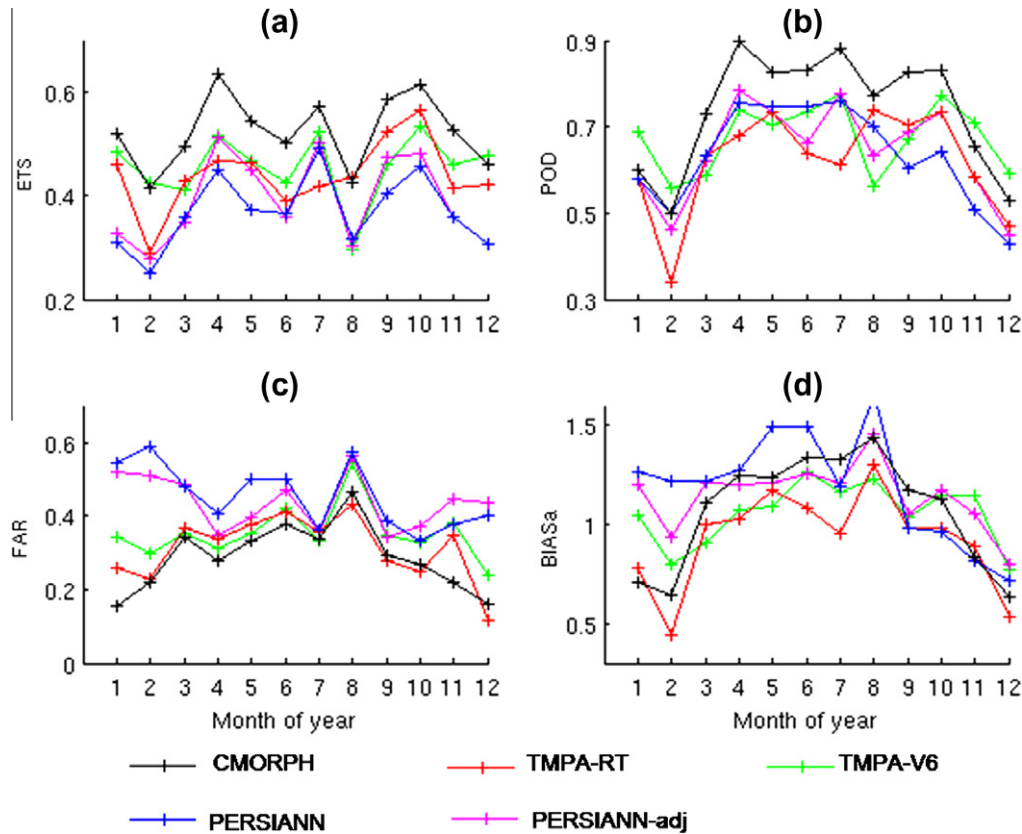 (a)
(b)
0.6
0.4
0.2
ETS
1 2 3 4 5 6 7 8 9 10 11 12
0.9
0.7
0.5
0.3
POD
1 2 3 4 5 6 7 8 9 10 11 12
(c)
(d)
0.6
0.4
0.2
0
FAR
1 2 3 4 5 6 7 8 9 10 11 12
Month of year
1.5
1
0.5
BIASa
1 2 3 4 5 6 7 8 9 10 11 12
Month of year
CMORPH
TMPA-RT
TMPA-V6
PERSIANN
PERSIANN-adj